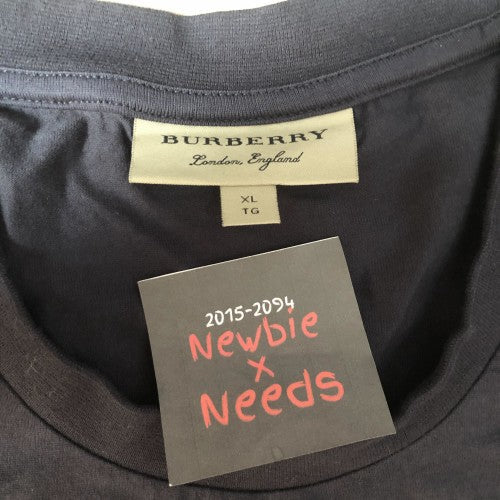 BURBERRY
London, England
XL
TG
2015-2094
Newbie
x
Needs